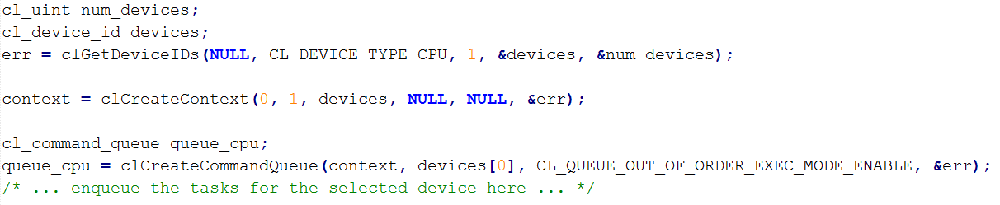 cl_uint num_devices;
cl_device_id devices;
err = clGetDeviceIDs(NULL, CL_DEVICE_TYPE_CPU, 1, &devices, &num_devices);
context = clCreateContext(0, 1, devices, NULL, NULL, &err);
cl_command_queue queue_cpu;
queue_cpu = clCreateCommandQueue(context, devices[0], CL_QUEUE_OUT_OF_ORDER_EXEC_MODE_ENABLE, &err);
/* ... enqueue the tasks for the selected device here ... */